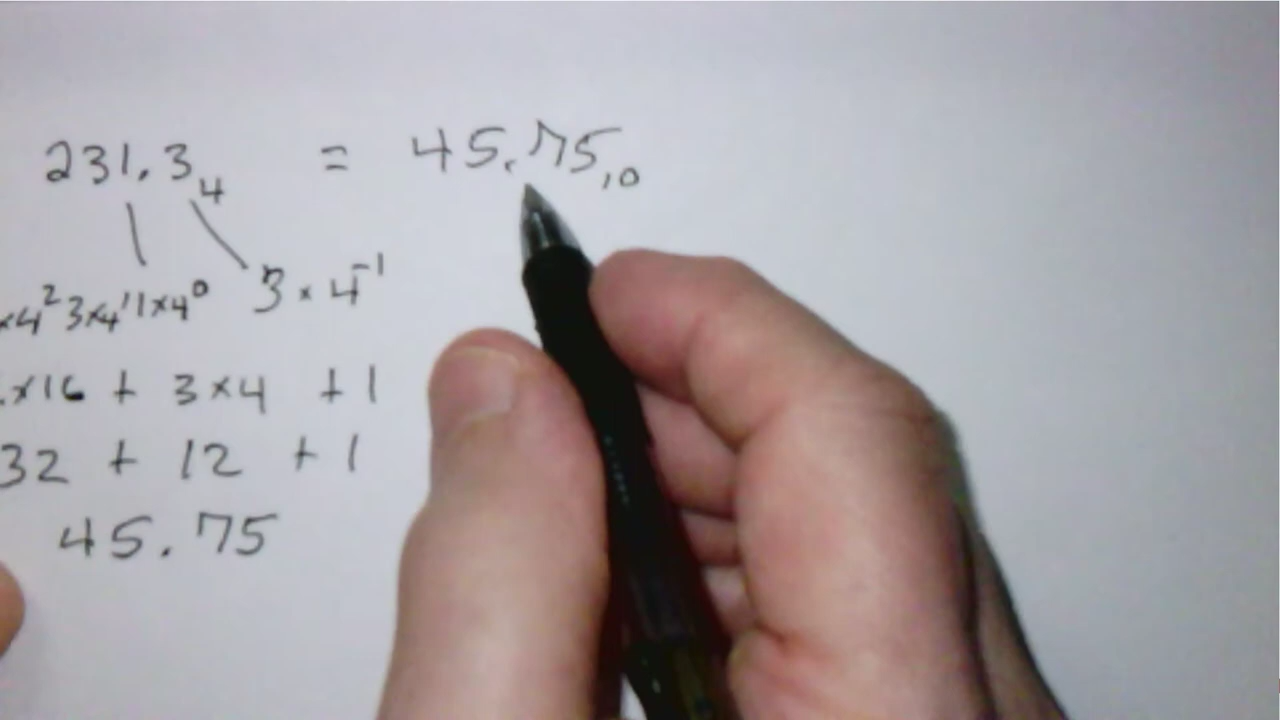 231.3₄ = 45.75₁₀
×4² 3×4¹ 1×4⁰ 3×4⁻¹
×16 + 3×4 + 1
32 + 12 + 1
45.75